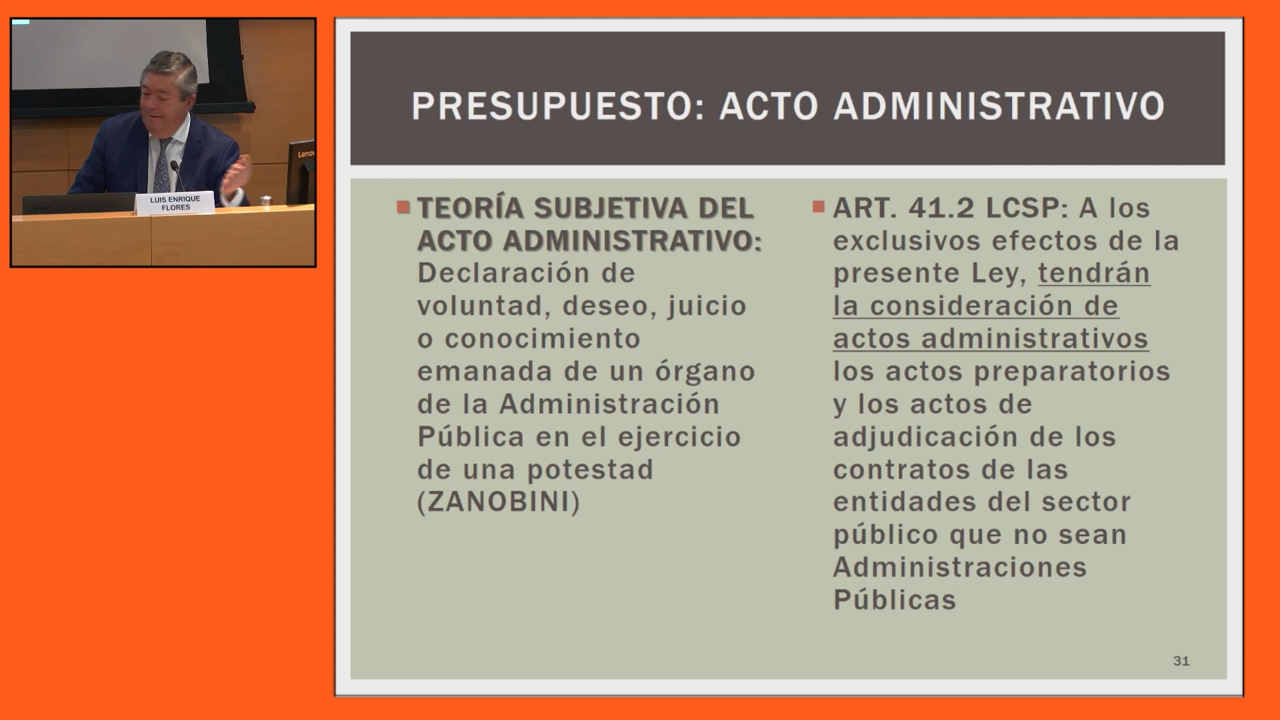 Lenovo
LUIS ENRIQUE
FLORES
PRESUPUESTO: ACTO ADMINISTRATIVO
TEORÍA SUBJETIVA DEL
ACTO ADMINISTRATIVO:
Declaración de
voluntad, deseo, juicio
o conocimiento
emanada de un órgano
de la Administración
Pública en el ejercicio
de una potestad
(ZANOBINI)
ART. 41.2 LCSP: A los
exclusivos efectos de la
presente Ley, tendrán
la consideración de
actos administrativos
los actos preparatorios
y los actos de
adjudicación de los
contratos de las
entidades del sector
público que no sean
Administraciones
Públicas
31